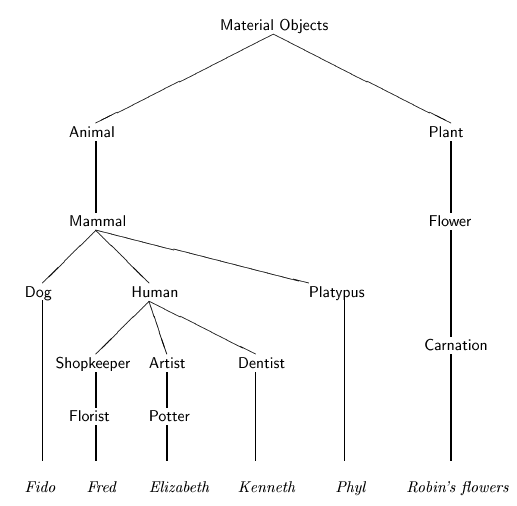 Material Objects
Animal Plant
Mammal Flower
Dog Human Platypus
Carnation
Shopkeeper Artist Dentist
Florist Potter
Fido Fred Elizabeth Kenneth Phyl Robin's flowers